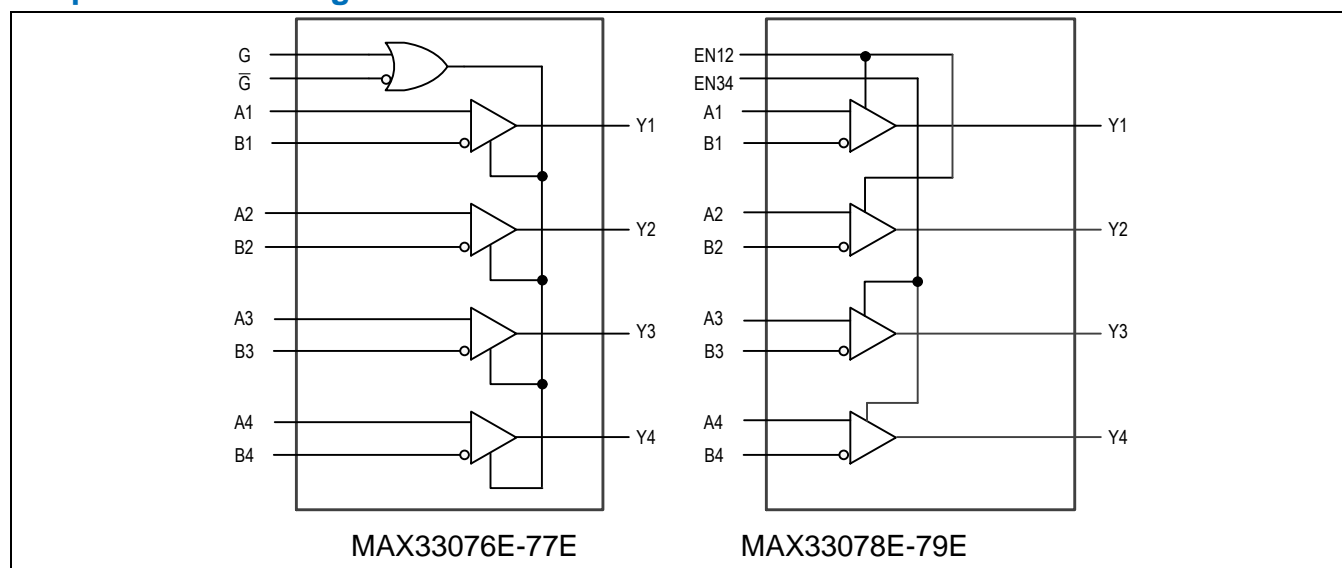 G
G̅
A1
B1
Y1
A2
B2
Y2
A3
B3
Y3
A4
B4
Y4
MAX33076E-77E
EN12
EN34
A1
B1
Y1
A2
B2
Y2
A3
B3
Y3
A4
B4
Y4
MAX33078E-79E